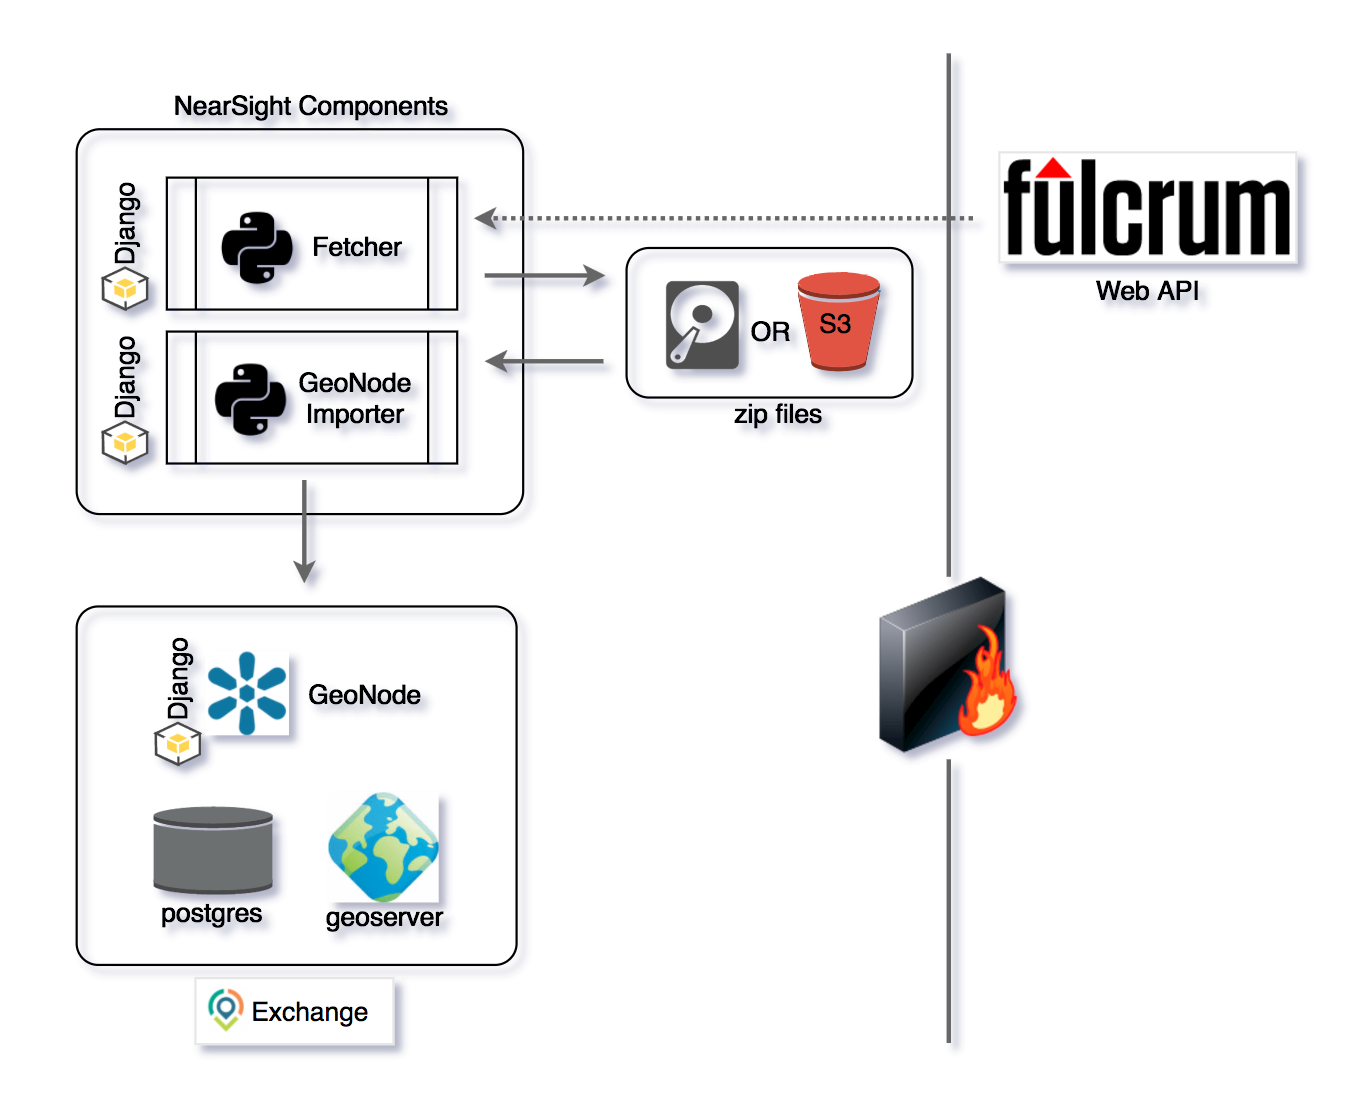 NearSight Components
Django
Fetcher
Django
GeoNode
Importer
OR
S3
zip files
fulcrum
Web API
Django
GeoNode
postgres
geoserver
Exchange